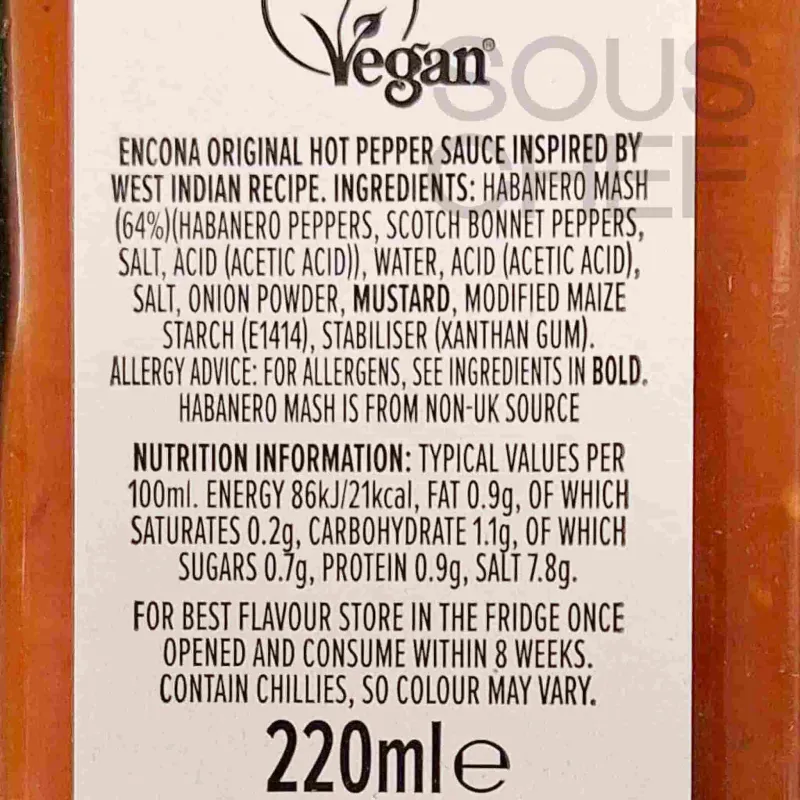 Vegan®
SOUS
CHEF
ENCONA ORIGINAL HOT PEPPER SAUCE INSPIRED BY
WEST INDIAN RECIPE. INGREDIENTS: HABANERO MASH
(64%)(HABANERO PEPPERS, SCOTCH BONNET PEPPERS,
SALT, ACID (ACETIC ACID)), WATER, ACID (ACETIC ACID),
SALT, ONION POWDER, MUSTARD, MODIFIED MAIZE
STARCH (E1414), STABILISER (XANTHAN GUM).
ALLERGY ADVICE: FOR ALLERGENS, SEE INGREDIENTS IN BOLD.
HABANERO MASH IS FROM NON-UK SOURCE
NUTRITION INFORMATION: TYPICAL VALUES PER
100ml. ENERGY 86kJ/21kcal, FAT 0.9g, OF WHICH
SATURATES 0.2g, CARBOHYDRATE 1.1g, OF WHICH
SUGARS 0.7g, PROTEIN 0.9g, SALT 7.8g.
FOR BEST FLAVOUR STORE IN THE FRIDGE ONCE
OPENED AND CONSUME WITHIN 8 WEEKS.
CONTAIN CHILLIES, SO COLOUR MAY VARY.
220ml e